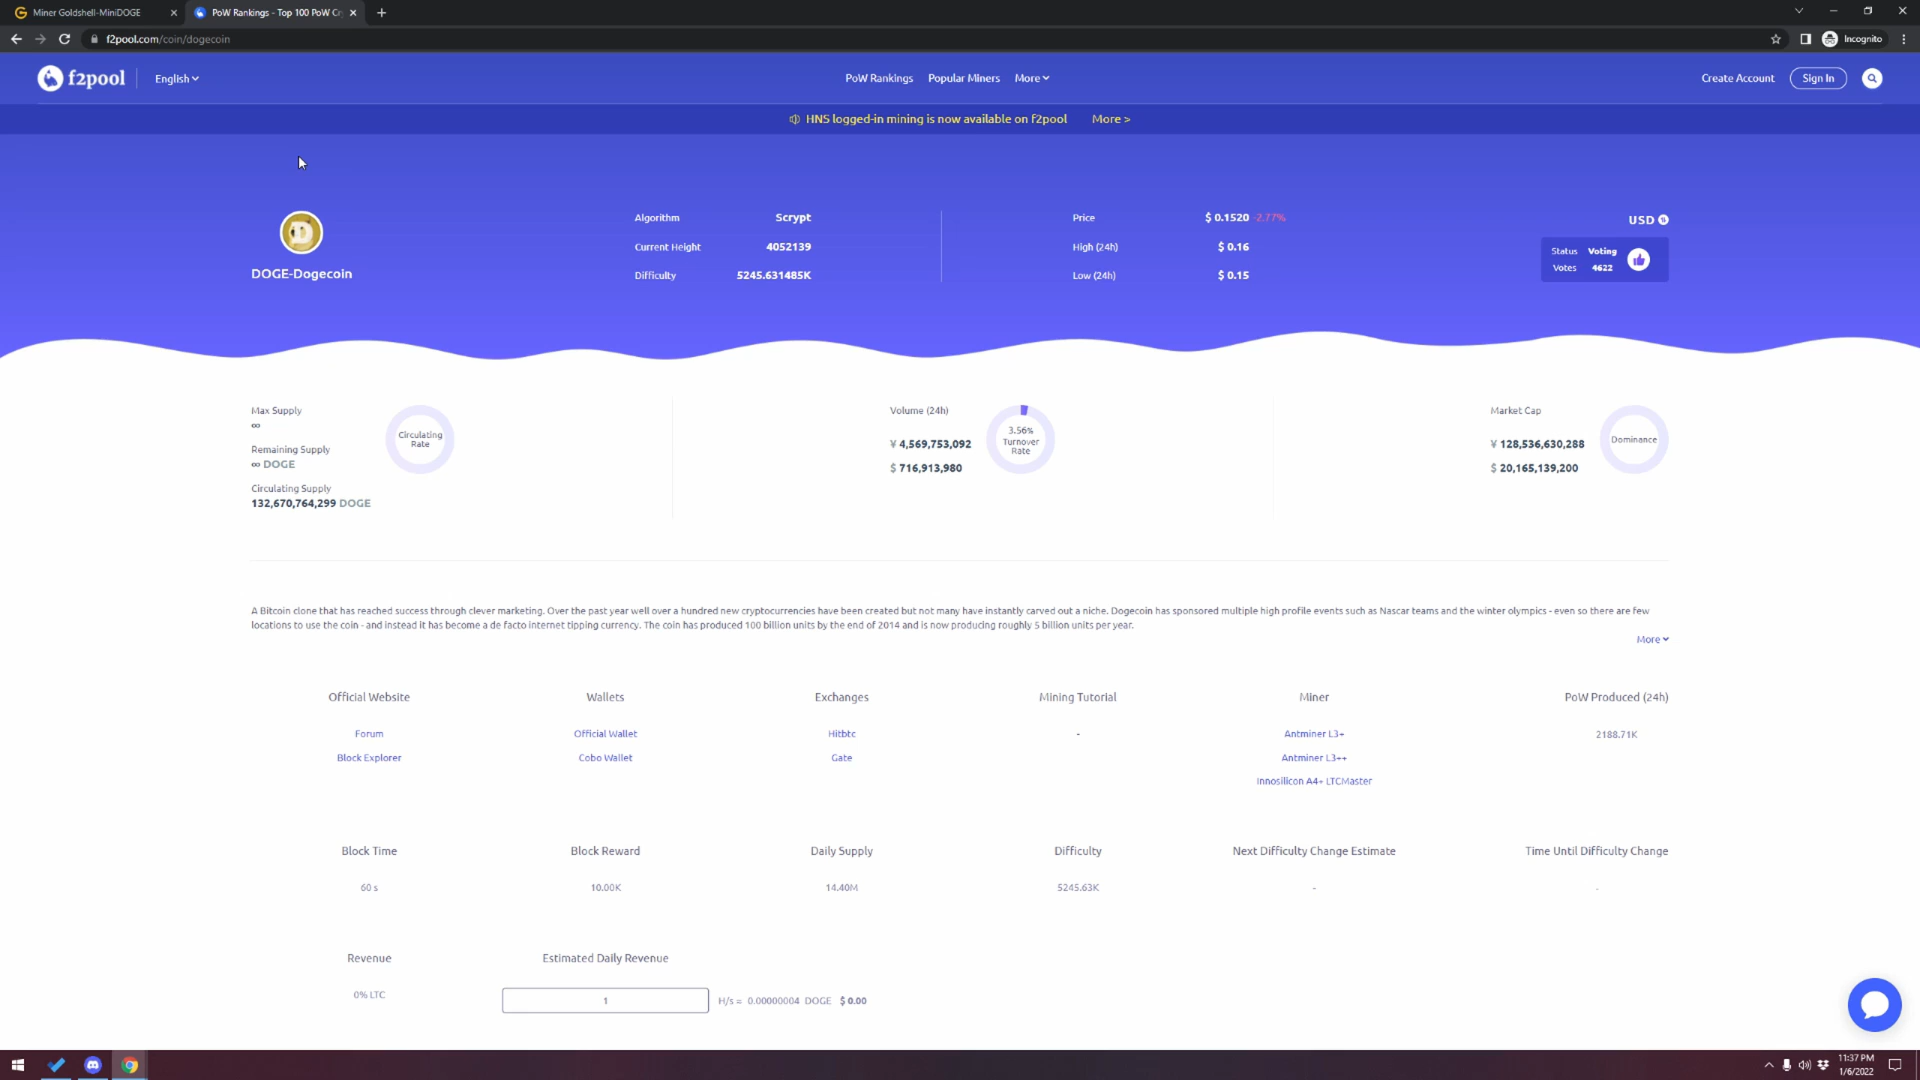 Miner Goldshell-MiniDOGE
PoW Rankings - Top 100 PoW Cr
f2pool.com/coin/dogecoin
Incognito
f2pool
English
PoW Rankings
Popular Miners
More
Create Account
Sign In
HNS logged-in mining is now available on f2pool
More >
DOGE-Dogecoin
Algorithm Scrypt
Current Height 4052139
Difficulty 5245.631485K
Price $ 0.1520 -2.77%
High (24h) $ 0.16
Low (24h) $ 0.15
USD
Status Voting
Votes 4622
Max Supply
∞
Remaining Supply
∞ DOGE
Circulating Supply
132,670,764,299 DOGE
Circulating
Rate
Volume (24h)
¥ 4,569,753,092
$ 716,913,980
3.56%
Turnover
Rate
Market Cap
¥ 128,536,630,288
$ 20,165,139,200
Dominance
A Bitcoin clone that has reached success through clever marketing. Over the past year well over a hundred new cryptocurrencies have been created but not many have instantly carved out a niche. Dogecoin has sponsored multiple high profile events such as Nascar teams and the winter olympics - even so there are few
locations to use the coin - and instead it has become a de facto internet tipping currency. The coin has produced 100 billion units by the end of 2014 and is now producing roughly 5 billion units per year.
More
Official Website
Forum
Block Explorer
Wallets
Official Wallet
Cobo Wallet
Exchanges
Hitbtc
Gate
Mining Tutorial
-
Miner
Antminer L3+
Antminer L3++
Innosilicon A4+ LTCMaster
PoW Produced (24h)
2188.71K
Block Time
60 s
Block Reward
10.00K
Daily Supply
14.40M
Difficulty
5245.63K
Next Difficulty Change Estimate
-
Time Until Difficulty Change
-
Revenue
0% LTC
Estimated Daily Revenue
1 H/s = 0.00000004 DOGE $ 0.00
11:37 PM
1/6/2022